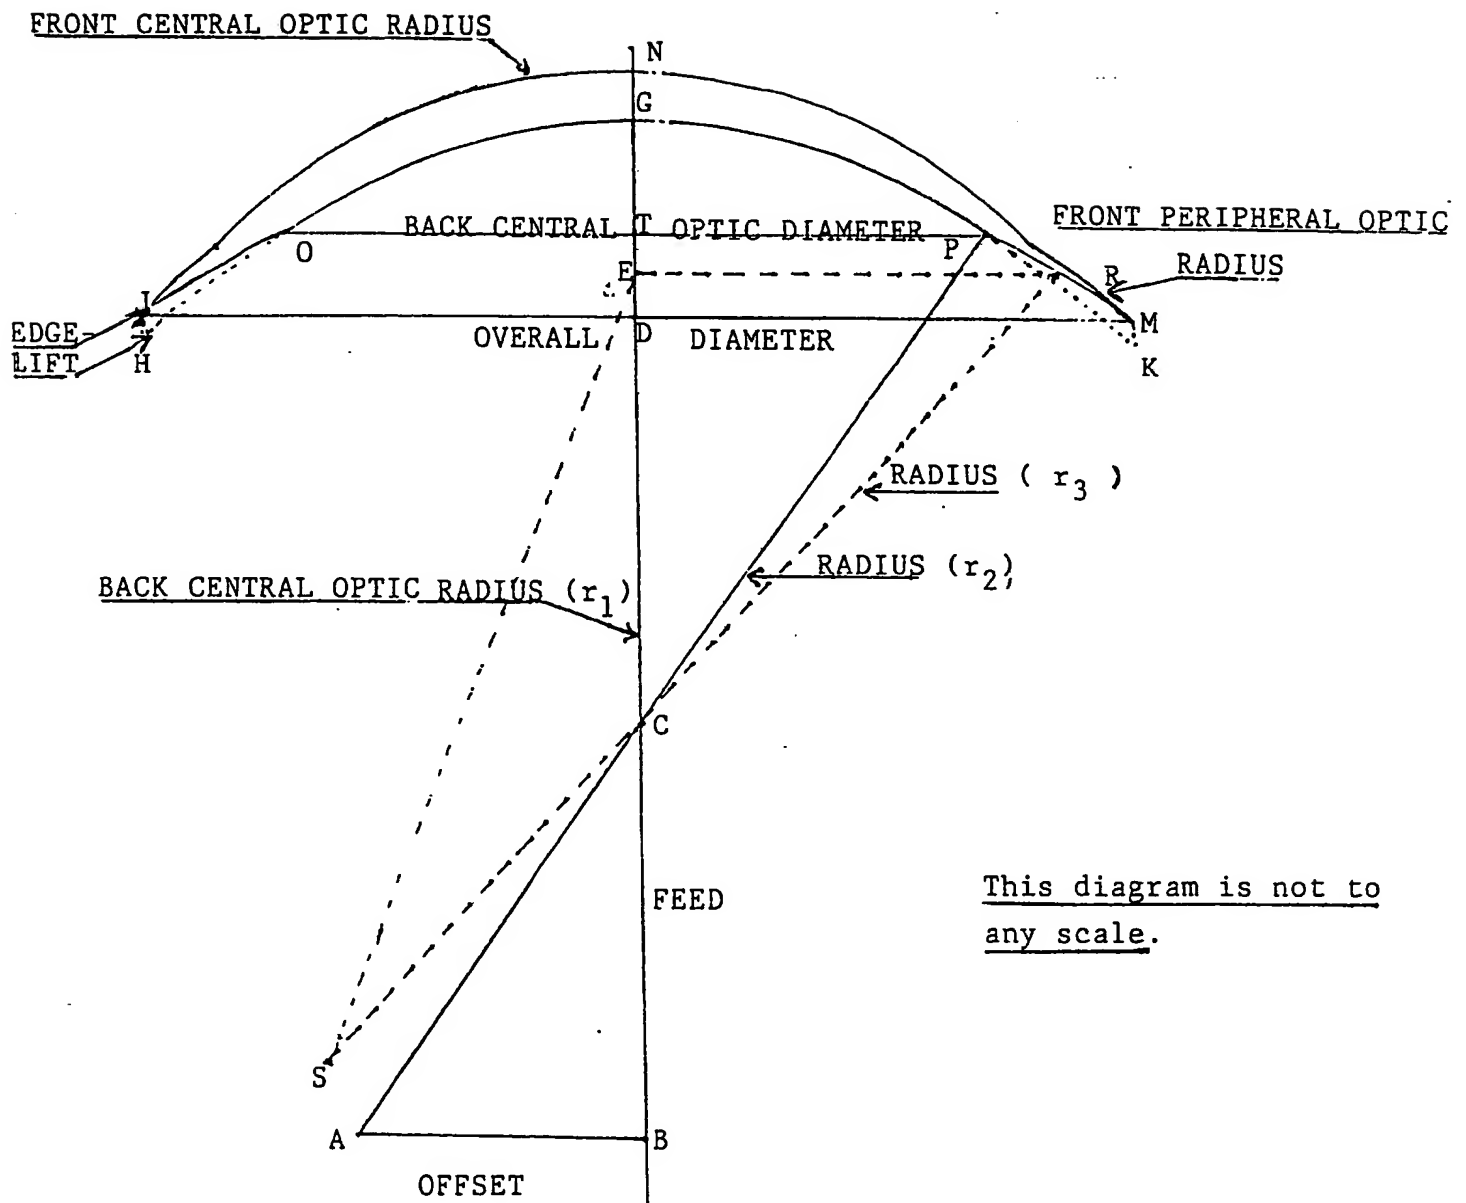 FRONT CENTRAL OPTIC RADIUS
N
G
BACK CENTRAL T OPTIC DIAMETER
FRONT PERIPHERAL OPTIC
RADIUS
O
P
E
R
I
M
EDGE-
LIFT
H
OVERALL D DIAMETER
K
RADIUS ( r3 )
RADIUS (r2)
BACK CENTRAL OPTIC RADIUS (r1)
C
FEED
This diagram is not to
any scale.
S
A
B
OFFSET